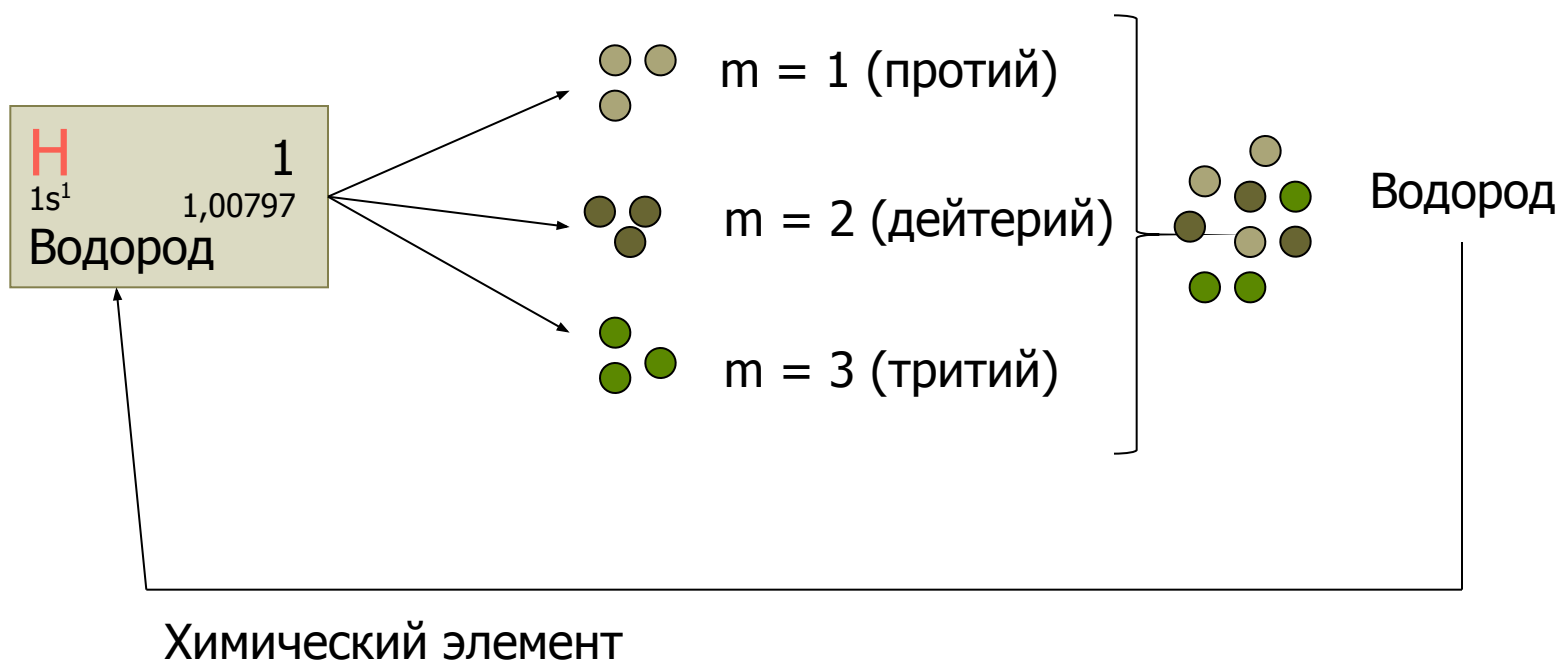 H 1
1s¹ 1,00797
Водород
m = 1 (протий)
m = 2 (дейтерий)
m = 3 (тритий)
Водород
Химический элемент